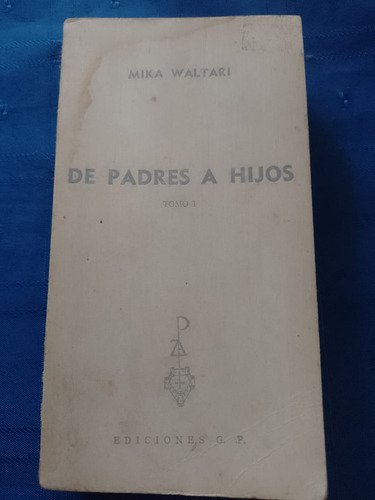 MIKA WALTARI
DE PADRES A HIJOS
TOMO I
EDICIONES G. P.